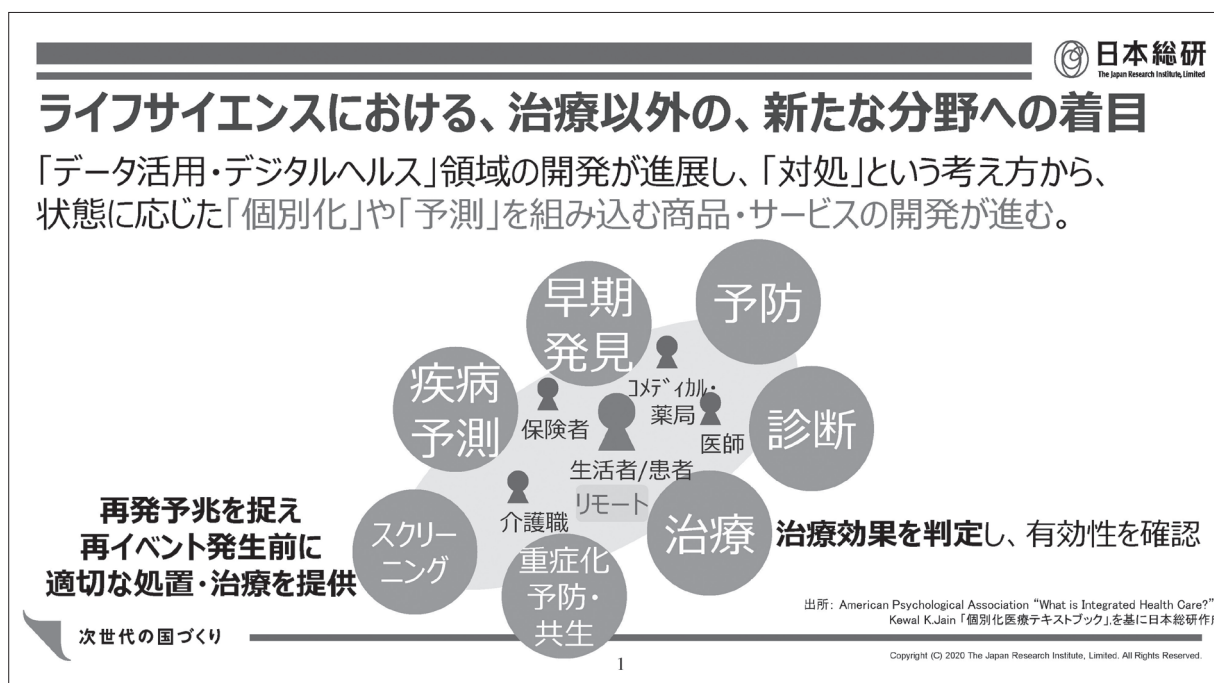 日本総研
The Japan Research Institute, Limited
ライフサイエンスにおける、治療以外の、新たな分野への着目
「データ活用・デジタルヘルス」領域の開発が進展し、「対処」という考え方から、
状態に応じた「個別化」や「予測」を組み込む商品・サービスの開発が進む。
早期
発見
予防
疾病
予測
コメディカル・
薬局
保険者
医師
診断
生活者/患者
リモート
介護職
再発予兆を捉え
再イベント発生前に
適切な処置・治療を提供
スクリー
ニング
重症化
予防・
共生
治療
治療効果を判定し、有効性を確認
出所: American Psychological Association “What is Integrated Health Care?”
Kewal K.Jain 「個別化医療テキストブック」を基に日本総研作成
次世代の国づくり
1
Copyright (C) 2020 The Japan Research Institute, Limited. All Rights Reserved.